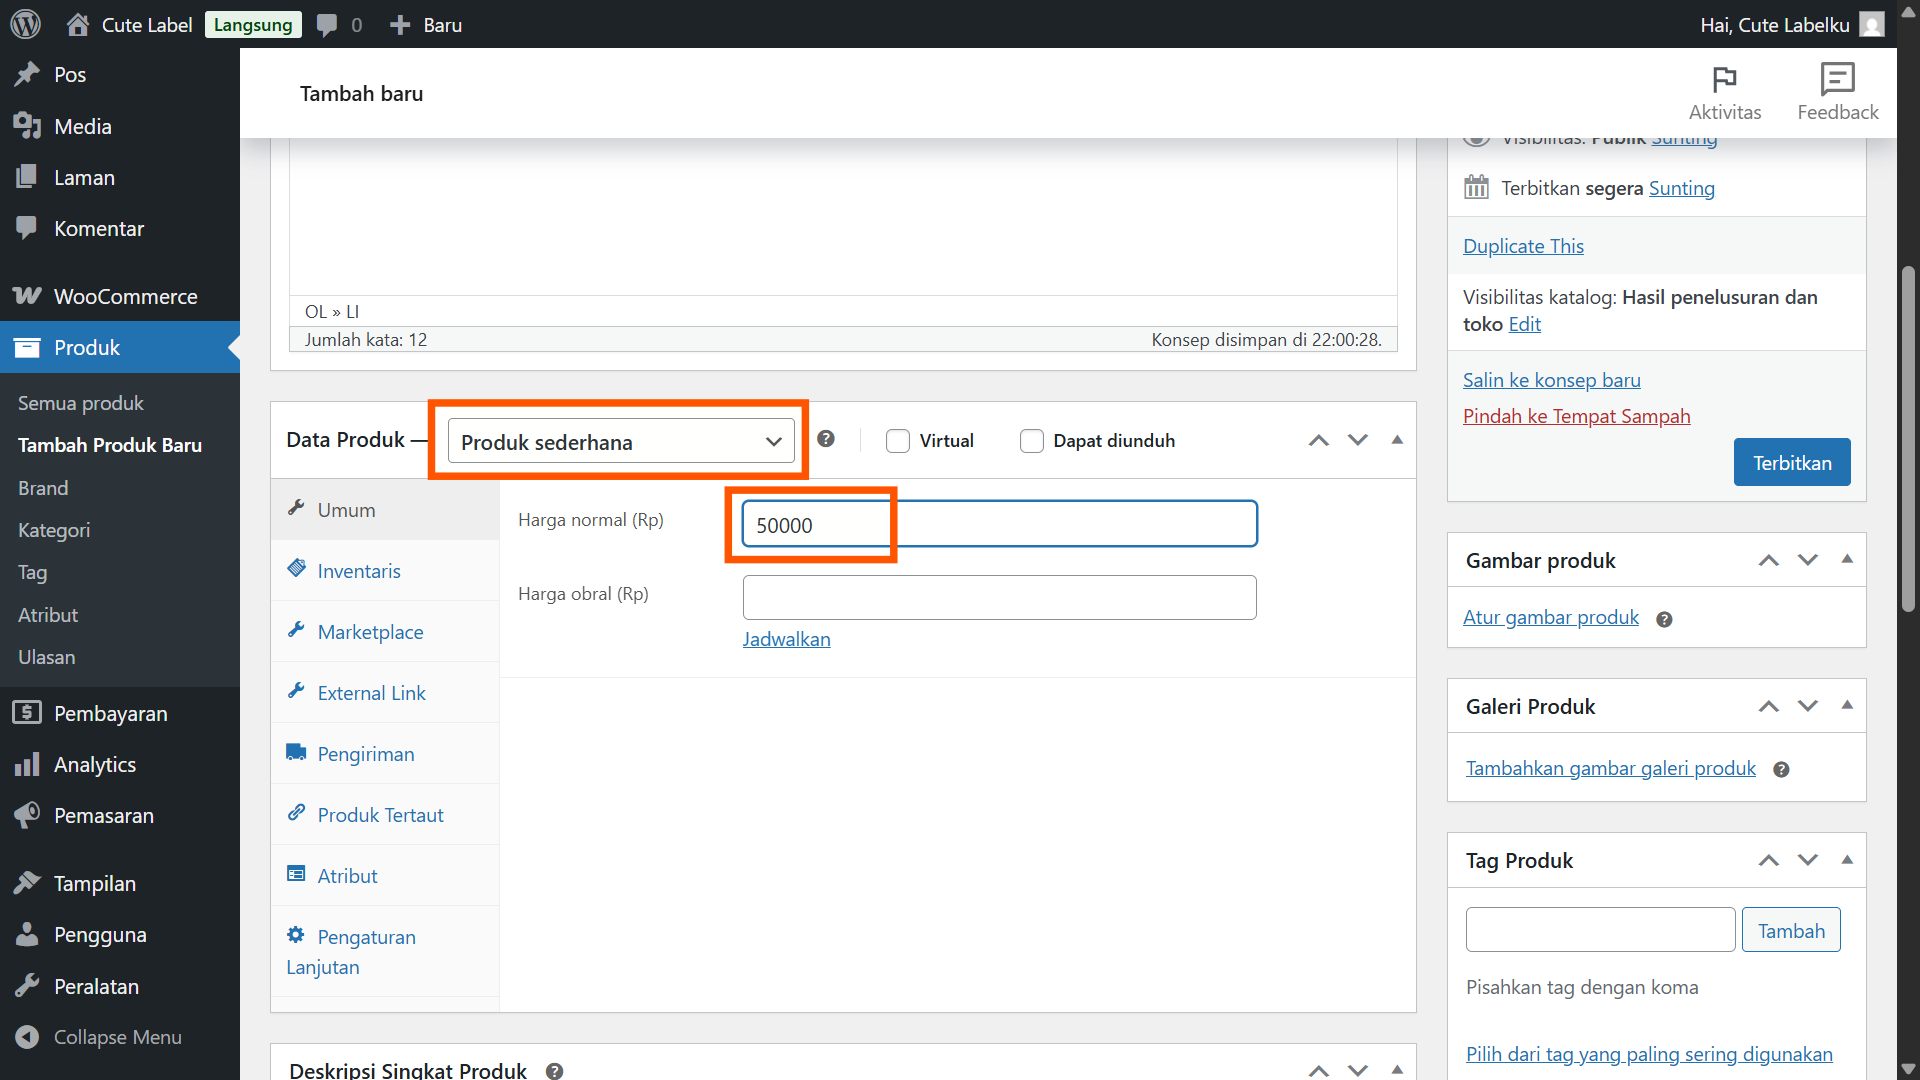 Cute Label Langsung 0 Baru Hai, Cute Labelku
Pos
Media
Laman
Komentar
WooCommerce
Produk
Semua produk
Tambah Produk Baru
Brand
Kategori
Tag
Atribut
Ulasan
Pembayaran
Analytics
Pemasaran
Tampilan
Pengguna
Peralatan
Collapse Menu
Tambah baru
Aktivitas
Feedback
OL » LI
Jumlah kata: 12 Konsep disimpan di 22:00:28.
Data Produk — Produk sederhana Virtual Dapat diunduh
Umum
Inventaris
Marketplace
External Link
Pengiriman
Produk Tertaut
Atribut
Pengaturan
Lanjutan
Harga normal (Rp) 50000
Harga obral (Rp)
Jadwalkan
Deskripsi Singkat Produk
Visibilitas: Publik Sunting
Terbitkan segera Sunting
Duplicate This
Visibilitas katalog: Hasil penelusuran dan
toko Edit
Salin ke konsep baru
Pindah ke Tempat Sampah
Terbitkan
Gambar produk
Atur gambar produk
Galeri Produk
Tambahkan gambar galeri produk
Tag Produk
Tambah
Pisahkan tag dengan koma
Pilih dari tag yang paling sering digunakan